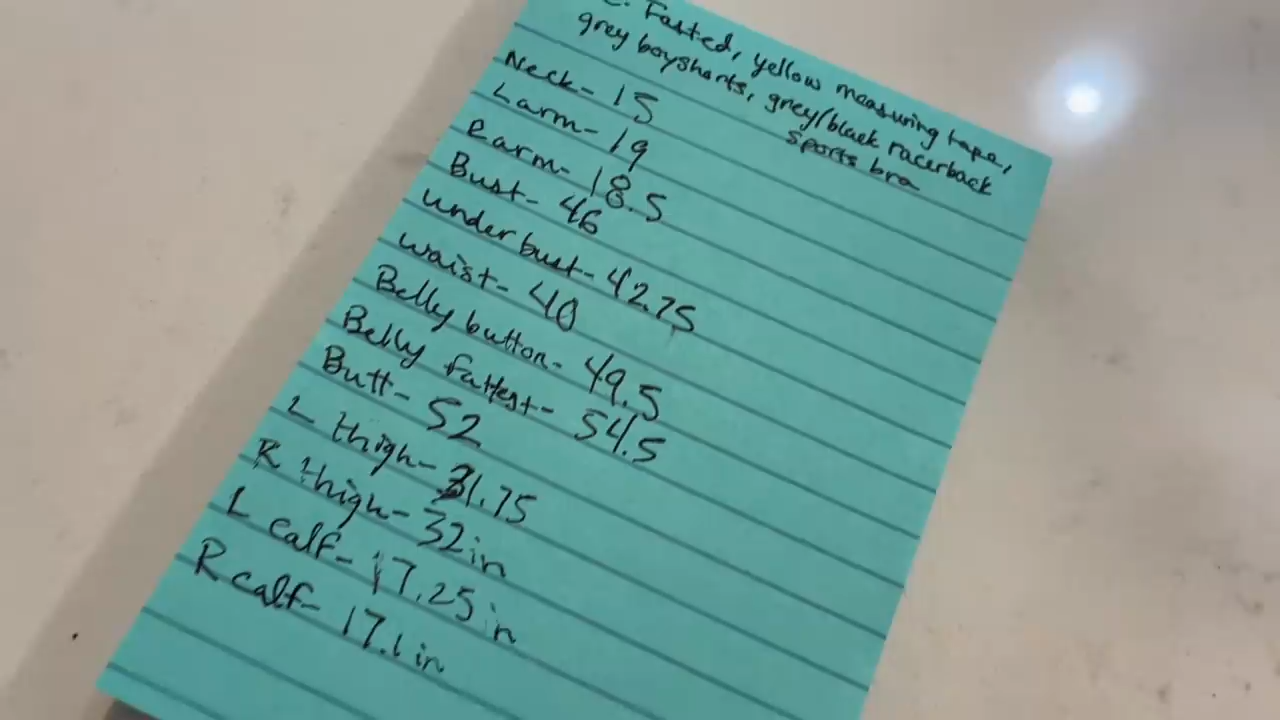 Fasted, yellow measuring tape,
grey boyshorts, grey/black racerback
sports bra
Neck- 15
L arm- 19
R arm- 18.5
Bust- 46
underbust- 42.75
waist- 40
Belly button- 49.5
Belly fattest- 54.5
Butt- 52
L thigh- 31.75
R thigh- 32in
L calf- 17.25 in
R calf- 17.1 in